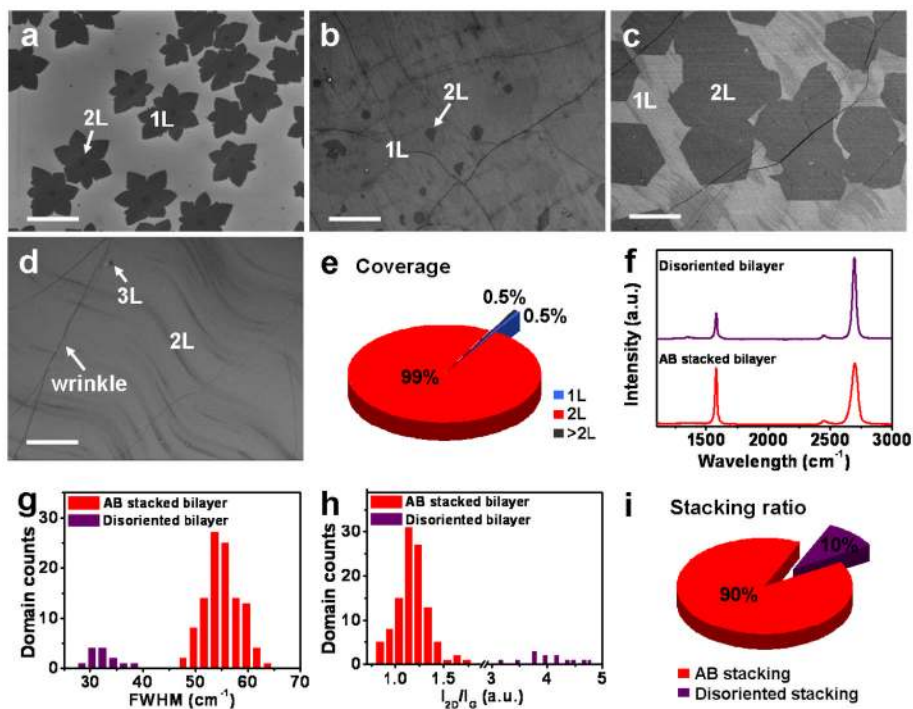 a
2L
1L
b
2L
1L
c
1L
2L
d
3L
2L
wrinkle
e Coverage
0.5%
0.5%
99%
1L
2L
>2L
f
Disoriented bilayer
AB stacked bilayer
Intensity (a.u.)
1500 2000 2500 3000
Wavelength (cm-1)
g
AB stacked bilayer
Disoriented bilayer
Domain counts
30
20
10
0
30 40 50 60 70
FWHM (cm-1)
h
AB stacked bilayer
Disoriented bilayer
Domain counts
30
20
10
0
1.0 1.5 3 4 5
I2D/IG (a.u.)
i Stacking ratio
10%
90%
AB stacking
Disoriented stacking